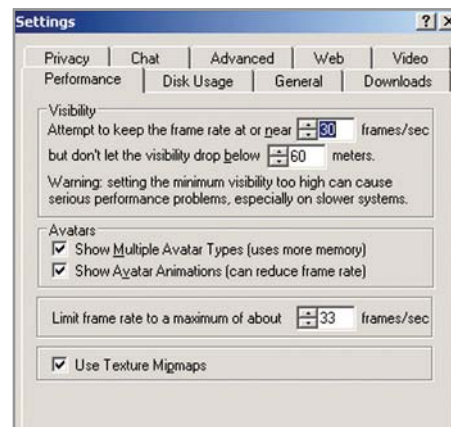 Settings
Privacy Chat Advanced Web Video
Performance Disk Usage General Downloads
Visibility
Attempt to keep the frame rate at or near 30 frames/sec
but don't let the visibility drop below 60 meters.
Warning: setting the minimum visibility too high can cause
serious performance problems, especially on slower systems.
Avatars
Show Multiple Avatar Types (uses more memory)
Show Avatar Animations (can reduce frame rate)
Limit frame rate to a maximum of about 33 frames/sec
Use Texture Mipmaps